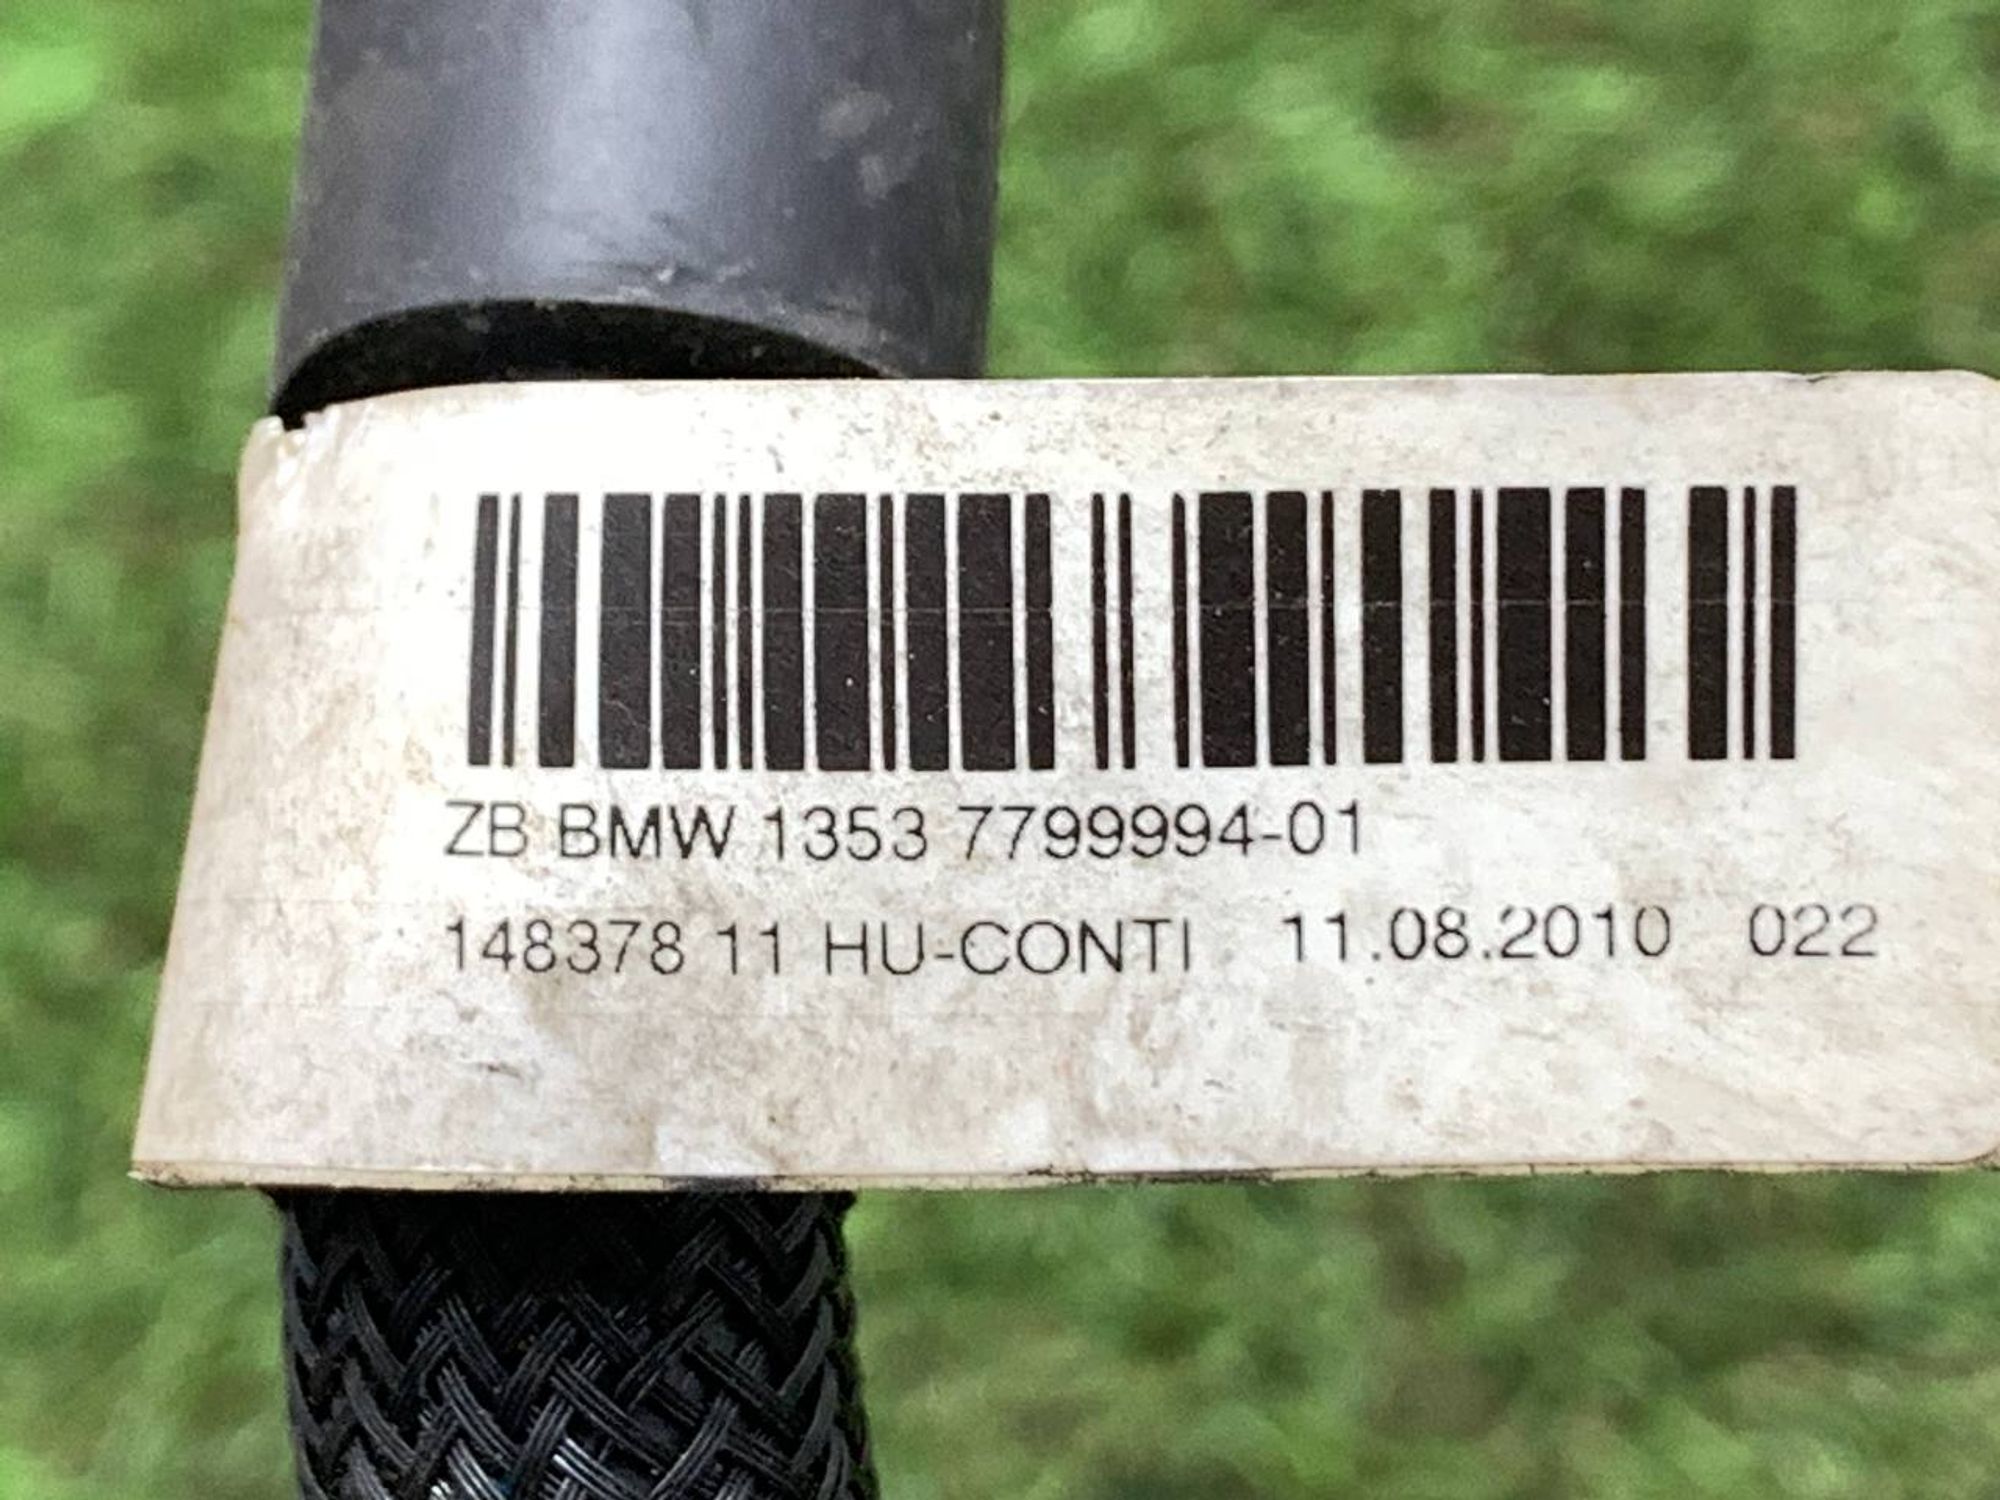 ZB BMW 1353 7799994-01
148378 11 HU-CONTI 11.08.2010 022